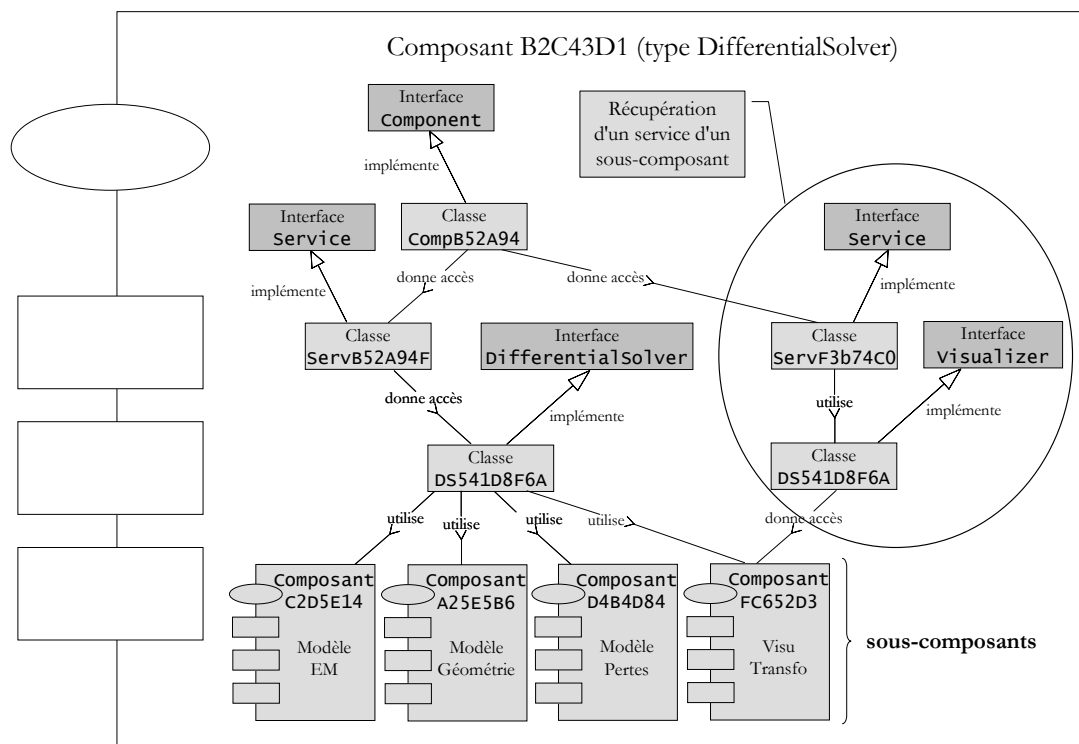 Composant B2C43D1 (type DifferentialSolver)
Interface
Component
Récupération
d'un service d'un
sous-composant
implémente
Interface
Service
Classe
CompB52A94
Interface
Service
donne accès
donne accès
implémente
implémente
Classe
ServB52A94F
Interface
DifferentialSolver
Classe
ServF3b74C0
Interface
Visualizer
donne accès
implémente
utilise
implémente
Classe
DS541D8F6A
Classe
DS541D8F6A
utilise
utilise
utilise
utilise
donne accès
Composant
C2D5E14
Modèle
EM
Composant
A25E5B6
Modèle
Géométrie
Composant
D4B4D84
Modèle
Pertes
Composant
FC652D3
Visu
Transfo
sous-composants